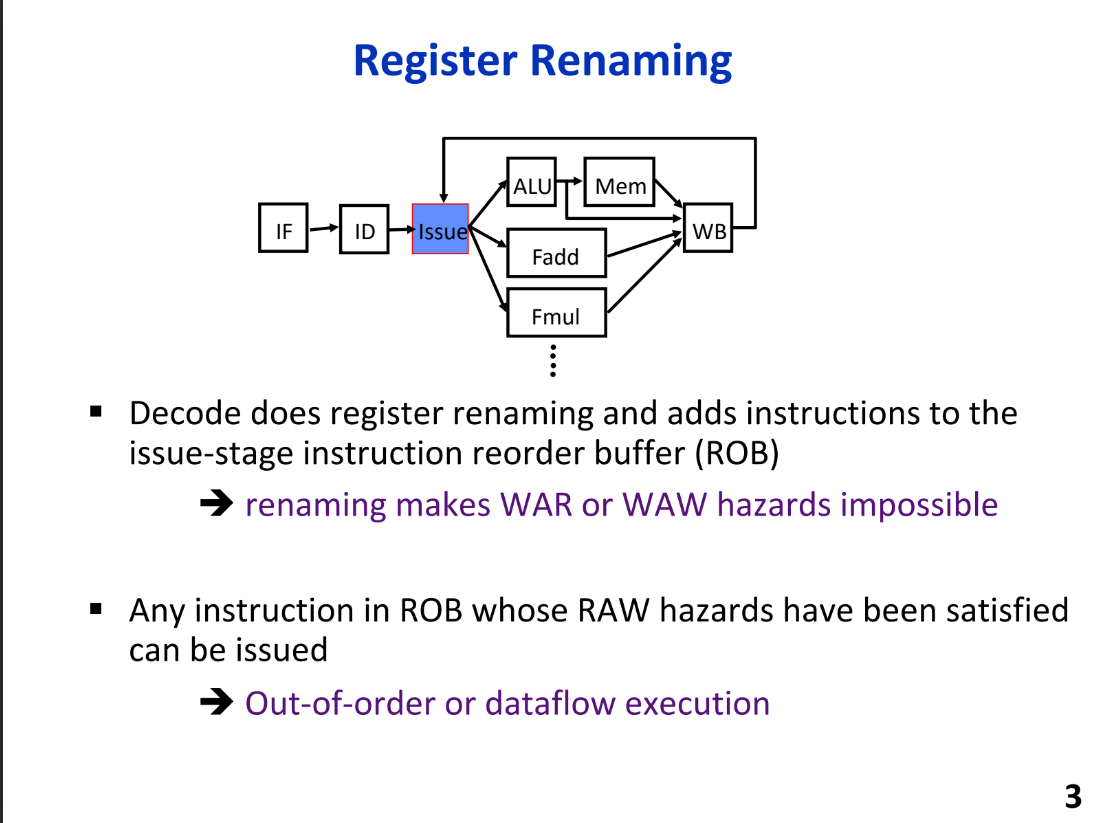 Register Renaming
IF
ID
Issue
ALU
Mem
Fadd
Fmul
WB
▪ Decode does register renaming and adds instructions to the
issue-stage instruction reorder buffer (ROB)
➔ renaming makes WAR or WAW hazards impossible
▪ Any instruction in ROB whose RAW hazards have been satisfied
can be issued
➔ Out-of-order or dataflow execution
3